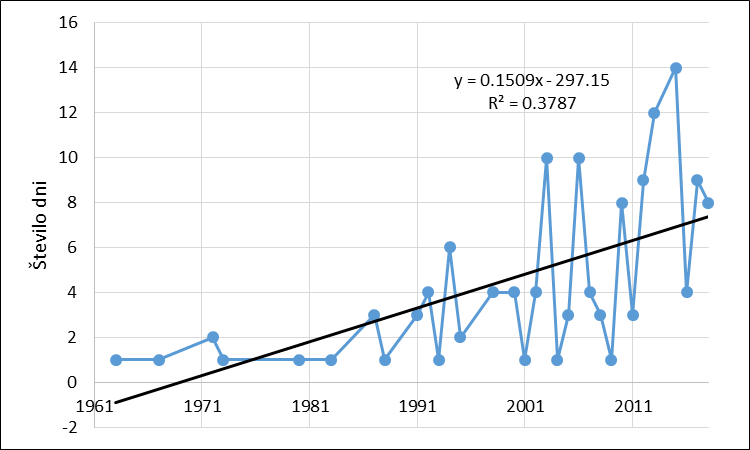 16
14
y = 0.1509x - 297.15
R² = 0.3787
12
10
8
Število dni
6
4
2
0
1961 1971 1981 1991 2001 2011
-2